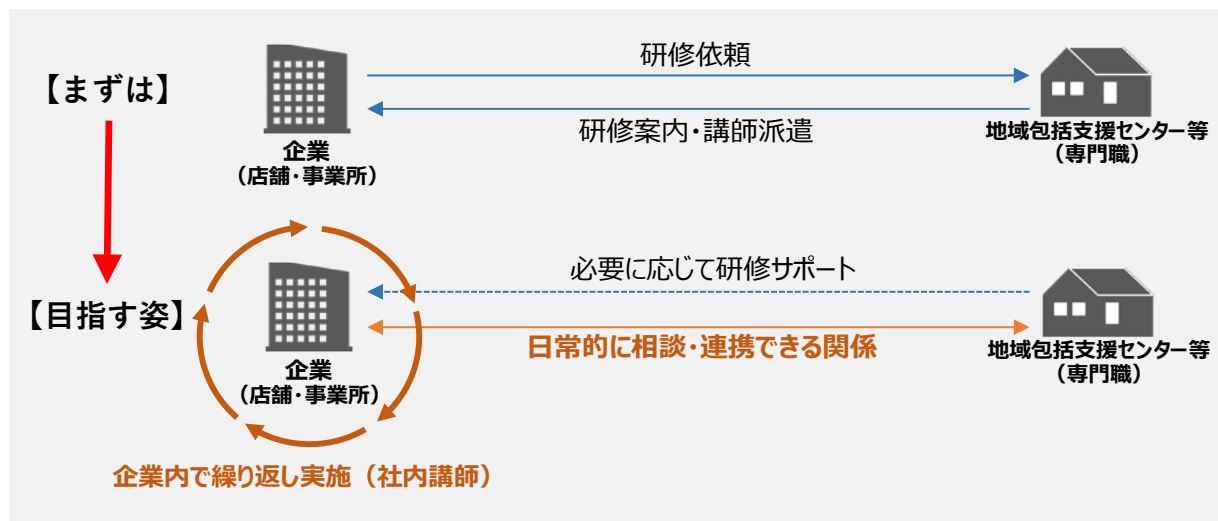 研修依頼
【まずは】
研修案内・講師派遣
企業
（店舗・事業所）
地域包括支援センター等
（専門職）
必要に応じて研修サポート
【目指す姿】
日常的に相談・連携できる関係
企業
（店舗・事業所）
地域包括支援センター等
（専門職）
企業内で繰り返し実施（社内講師）